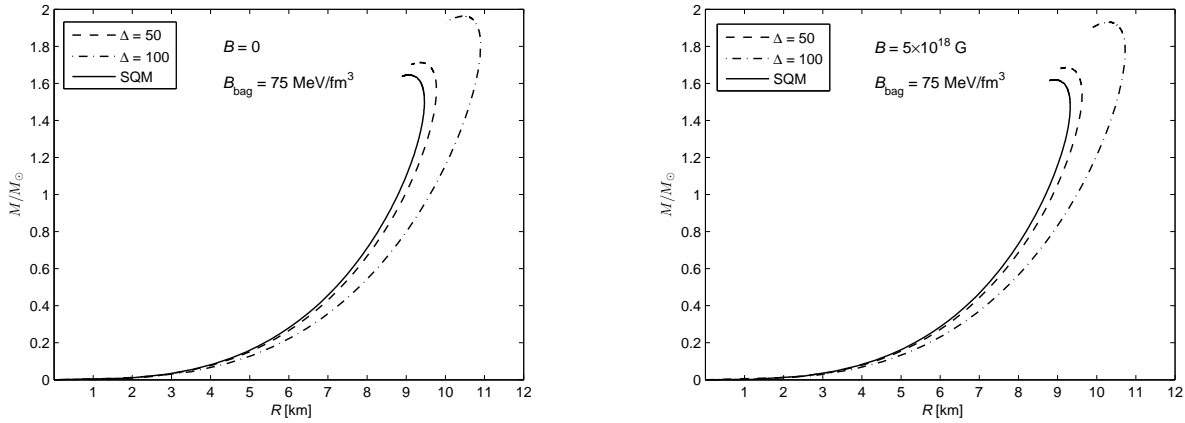 2
1.8
1.6
1.4
1.2
1
0.8
0.6
0.4
0.2
0
M/M⊙
Δ = 50
Δ = 100
SQM
B = 0
B_bag = 75 MeV/fm³
1 2 3 4 5 6 7 8 9 10 11 12
R [km]
2
1.8
1.6
1.4
1.2
1
0.8
0.6
0.4
0.2
0
M/M⊙
Δ = 50
Δ = 100
SQM
B = 5×10¹⁸ G
B_bag = 75 MeV/fm³
1 2 3 4 5 6 7 8 9 10 11 12
R [km]